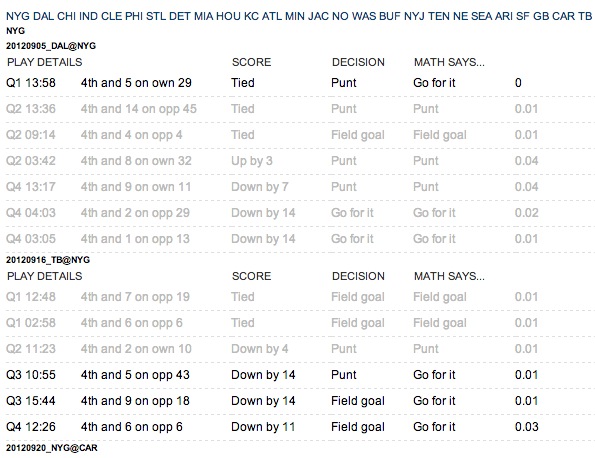 NYG DAL CHI IND CLE PHI STL DET MIA HOU KC ATL MIN JAC NO WAS BUF NYJ TEN NE SEA ARI SF GB CAR TB
NYG
20120905_DAL@NYG
PLAY DETAILS SCORE DECISION MATH SAYS...
Q1 13:58 4th and 5 on own 29 Tied Punt Go for it 0
Q2 13:36 4th and 14 on opp 45 Tied Punt Punt 0.01
Q2 09:14 4th and 4 on opp 4 Tied Field goal Field goal 0.01
Q2 03:42 4th and 8 on own 32 Up by 3 Punt Punt 0.04
Q4 13:17 4th and 9 on own 11 Down by 7 Punt Punt 0.04
Q4 04:03 4th and 2 on opp 29 Down by 14 Go for it Go for it 0.02
Q4 03:05 4th and 1 on opp 13 Down by 14 Go for it Go for it 0.01
20120916_TB@NYG
PLAY DETAILS SCORE DECISION MATH SAYS...
Q1 12:48 4th and 7 on opp 19 Tied Field goal Field goal 0.01
Q1 02:58 4th and 6 on opp 6 Tied Field goal Field goal 0.01
Q2 11:23 4th and 2 on own 10 Down by 4 Punt Punt 0.01
Q3 10:55 4th and 5 on opp 43 Down by 14 Punt Go for it 0.01
Q3 15:44 4th and 9 on opp 18 Down by 14 Field goal Go for it 0.01
Q4 12:26 4th and 6 on opp 6 Down by 11 Field goal Go for it 0.03
20120920_NYG@CAR